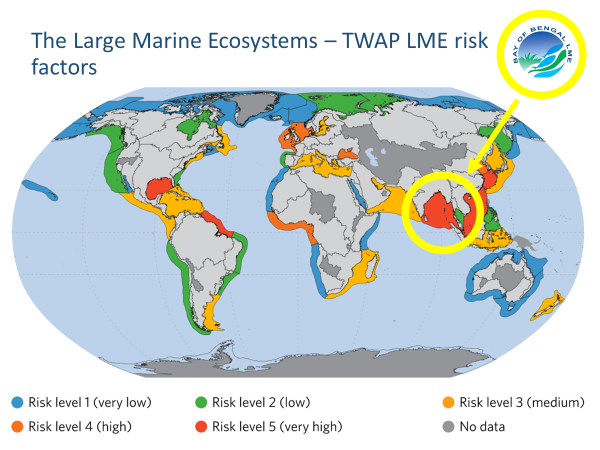 The Large Marine Ecosystems – TWAP LME risk
factors
BAY OF BENGAL LME
Risk level 1 (very low)
Risk level 2 (low)
Risk level 3 (medium)
Risk level 4 (high)
Risk level 5 (very high)
No data